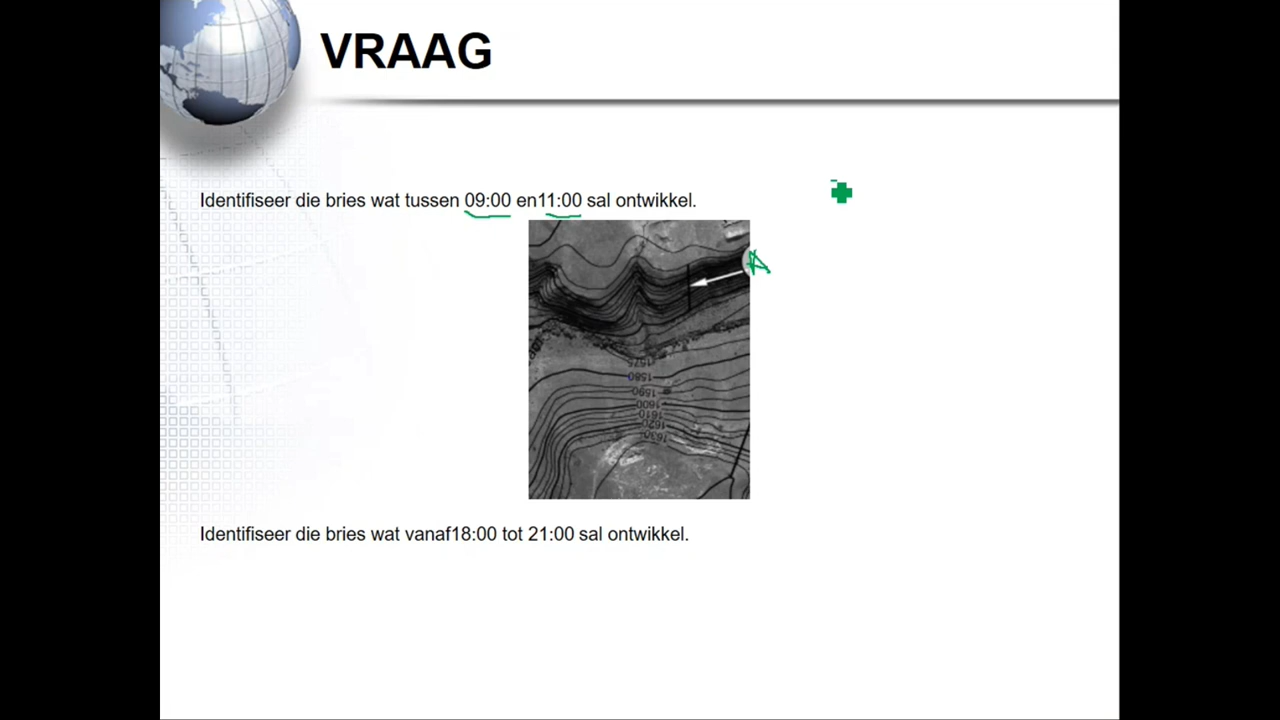 VRAAG
Identifiseer die bries wat tussen 09:00 en11:00 sal ontwikkel.
A
1575
1580
1590
1600
1610
1620
1630
Identifiseer die bries wat vanaf18:00 tot 21:00 sal ontwikkel.